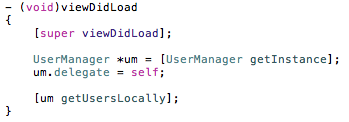 - (void)viewDidLoad
{
    [super viewDidLoad];

    UserManager *um = [UserManager getInstance];
    um.delegate = self;

    [um getUsersLocally];
}